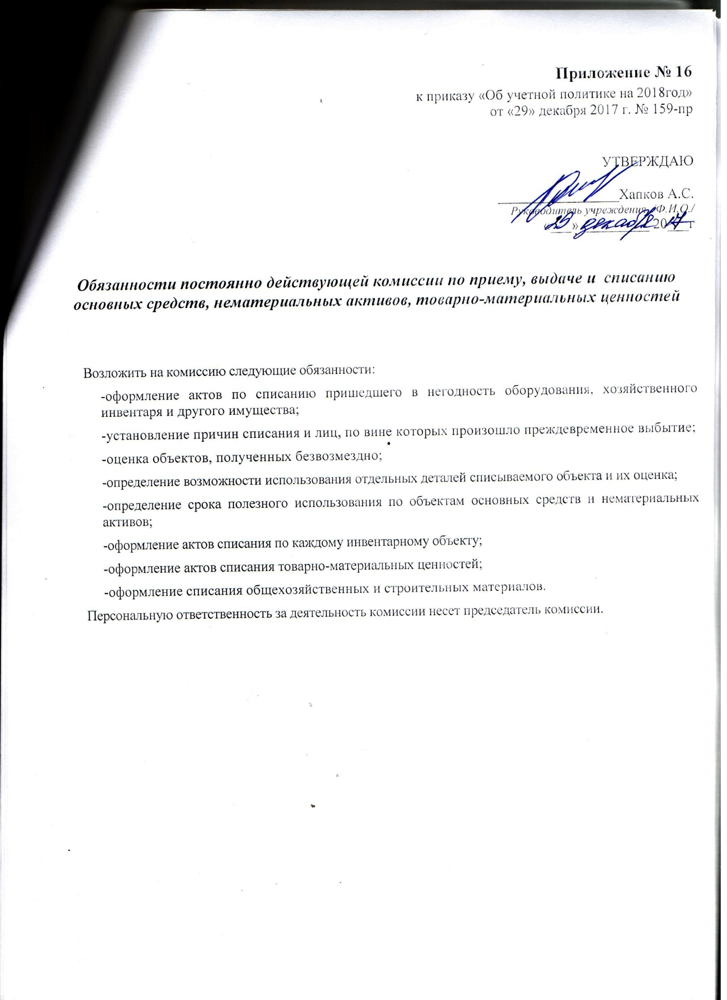 Приложение № 16
к приказу «Об учетной политике на 2018год»
от «29» декабря 2017 г. № 159-пр
УТВЕРЖДАЮ
____________________Хапков А.С.
Руководитель учреждения /Ф.И.О./
«29» декабря 2017 г
Обязанности постоянно действующей комиссии по приему, выдаче и списанию
основных средств, нематериальных активов, товарно-материальных ценностей
Возложить на комиссию следующие обязанности:
-оформление актов по списанию пришедшего в негодность оборудования, хозяйственного
инвентаря и другого имущества;
-установление причин списания и лиц, по вине которых произошло преждевременное выбытие;
-оценка объектов, полученных безвозмездно;
-определение возможности использования отдельных деталей списываемого объекта и их оценка;
-определение срока полезного использования по объектам основных средств и нематериальных
активов;
-оформление актов списания по каждому инвентарному объекту;
-оформление актов списания товарно-материальных ценностей;
-оформление списания общехозяйственных и строительных материалов.
Персональную ответственность за деятельность комиссии несет председатель комиссии.